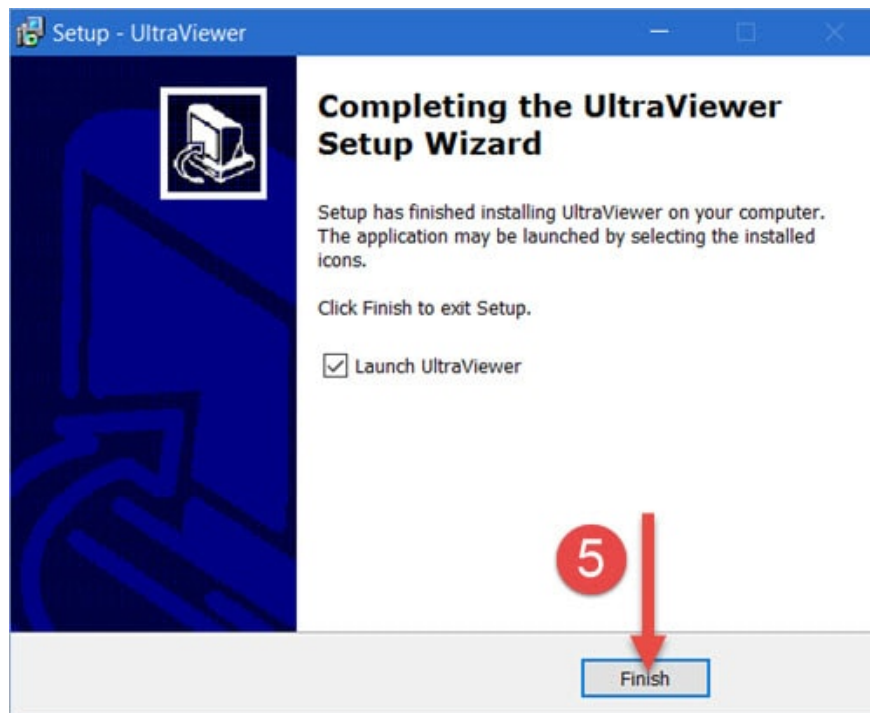 Setup - UltraViewer
Completing the UltraViewer
Setup Wizard
Setup has finished installing UltraViewer on your computer.
The application may be launched by selecting the installed
icons.
Click Finish to exit Setup.
Launch UltraViewer
5
Finish